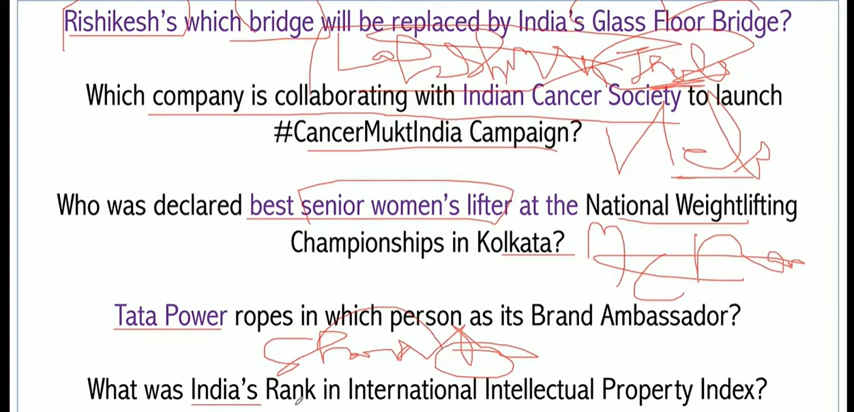 Rishikesh's which bridge will be replaced by India's Glass Floor Bridge?
Which company is collaborating with Indian Cancer Society to launch
#CancerMuktIndia Campaign?
Who was declared best senior women's lifter at the National Weightlifting
Championships in Kolkata?
Tata Power ropes in which person as its Brand Ambassador?
What was India's Rank in International Intellectual Property Index?